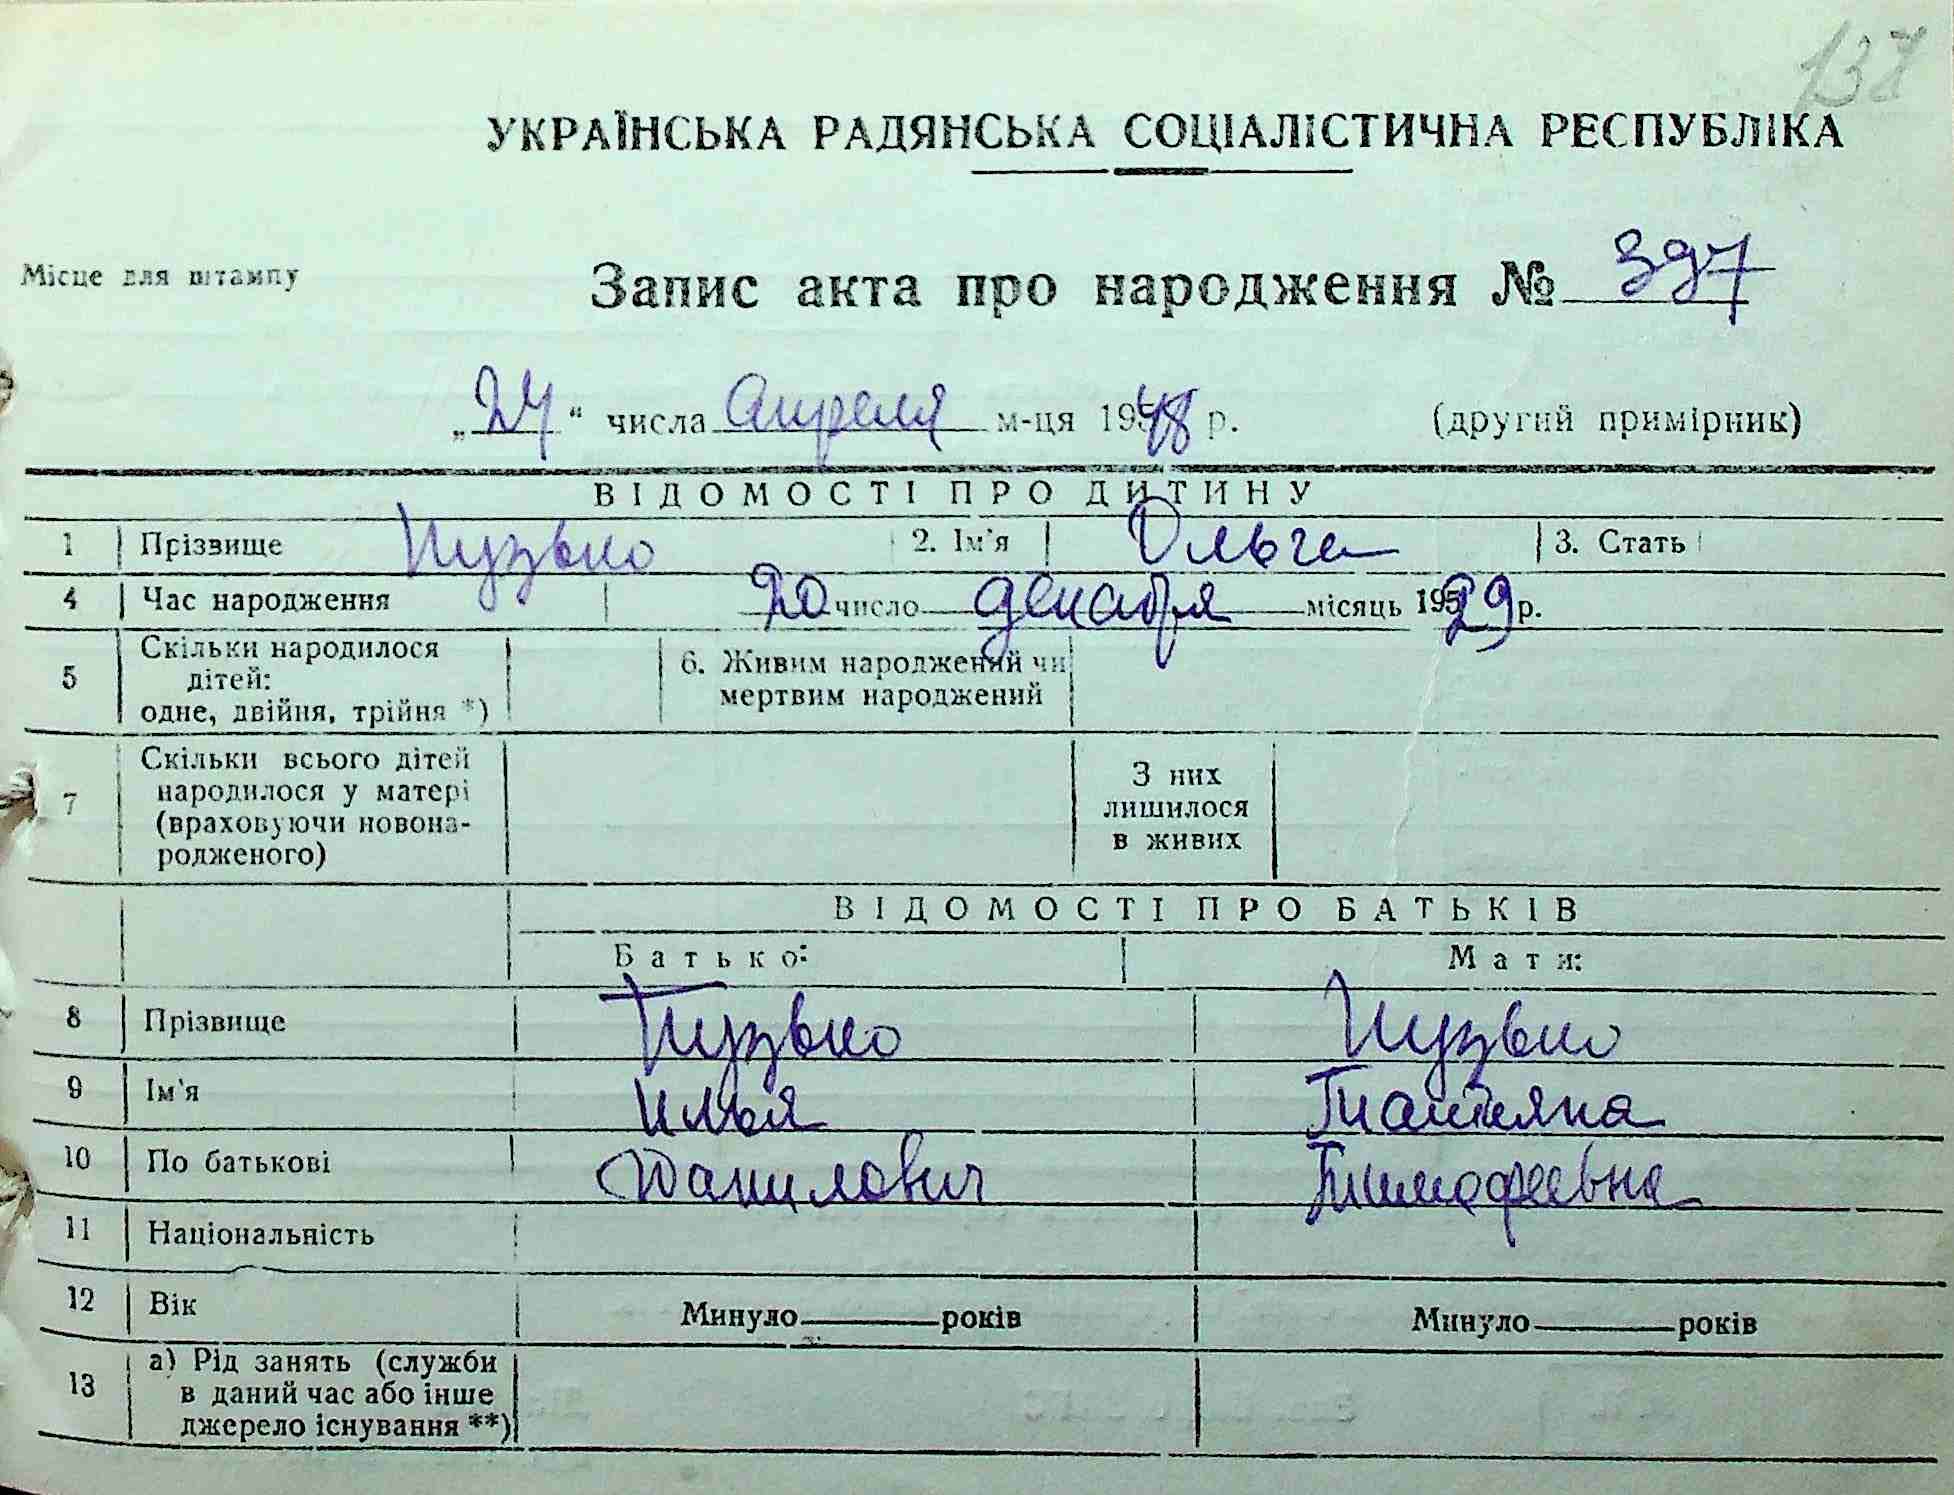 137
УКРАЇНСЬКА РАДЯНСЬКА СОЦІАЛІСТИЧНА РЕСПУБЛІКА
Місце для штампу
Запис акта про народження № 397
„24“ числа Апреля м-ця 1948 р. (другий примірник)
ВІДОМОСТІ ПРО ДИТИНУ
1 Прізвище Пузько 2. Ім'я Ольга 3. Стать
4 Час народження 20 число декабря місяць 1929 р.
5 Скільки народилося дітей: одне, двійня, трійня *) 6. Живим народжений чи мертвим народжений
7 Скільки всього дітей народилося у матері (враховуючи новонародженого) З них лишилося в живих
ВІДОМОСТІ ПРО БАТЬКІВ
Батько: Мати:
8 Прізвище Пузько Пузько
9 Ім'я Илья Татьяна
10 По батькові Данилович Тимофеевна
11 Національність
12 Вік Минуло років Минуло років
13 а) Рід занять (служби в даний час або інше джерело існування **)